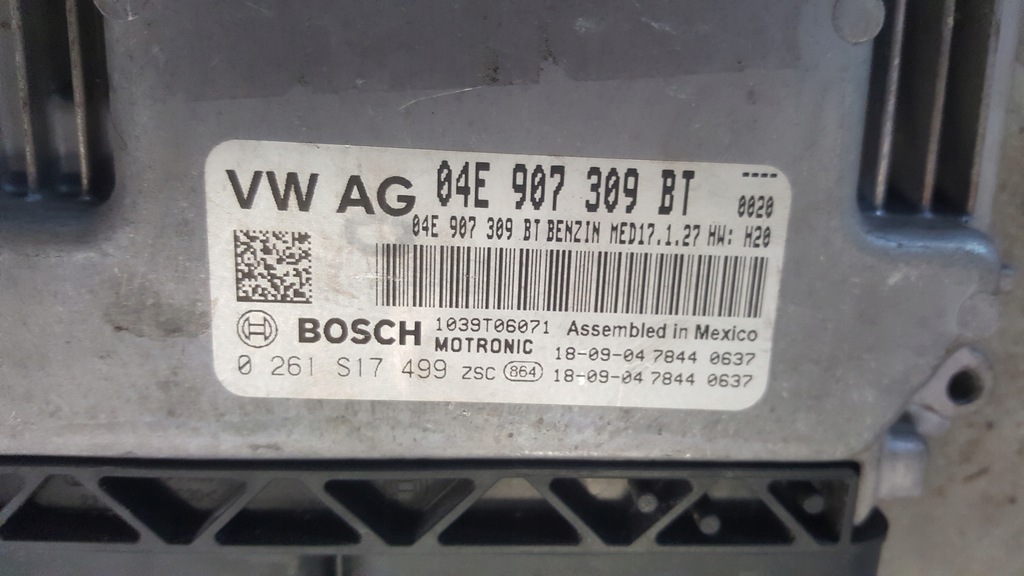 VW AG 04E 907 309 BT ----
0020
04E 907 309 BT BENZIN MED17.1.27 HW: H20
BOSCH 1039T06071 Assembled in Mexico
MOTRONIC 18-09-04 7844 0637
0 261 S17 499 ZSC 864 18-09-04 7844 0637